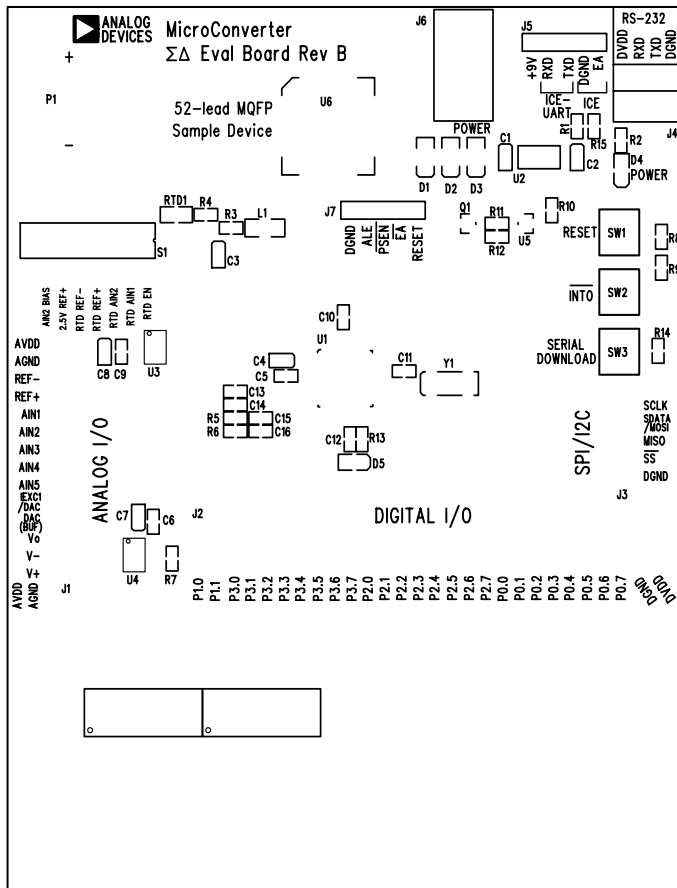 ANALOG
DEVICES
MicroConverter
ΣΔ Eval Board Rev B
52-lead MQFP
Sample Device
P1
+
-
U6
J6
POWER
J5
+9V
RXD
TXD
DGND
EA
ICE-
UART
ICE
RS-232
DVDD
RXD
TXD
DGND
J4
R1
R15
R2
D4
POWER
C1
U2
C2
D1
D2
D3
RTD1
R4
R3
L1
C3
S1
J7
DGND
ALE
PSEN
EA
RESET
Q1
R11
R12
U5
R10
RESET
SW1
R8
R9
INT0
SW2
SERIAL
DOWNLOAD
SW3
R14
AIN2 BIAS
2.5V REF+
RTD REF-
RTD REF+
RTD AIN2
RTD AIN1
RTD EN
C8
C9
U3
C10
U1
C4
C5
C11
Y1
C13
C14
R5
C15
R6
C16
C12
R13
D5
AVDD
AGND
REF-
REF+
AIN1
AIN2
AIN3
AIN4
AIN5
IEXC1
/DAC
DAC
(BUF)
Vo
V-
V+
AVDD
AGND
J1
ANALOG I/O
C7
C6
U4
R7
J2
DIGITAL I/O
SPI/I2C
SCLK
SDATA
/MOSI
MISO
SS
DGND
J3
P1.0
P1.1
P3.0
P3.1
P3.2
P3.3
P3.4
P3.5
P3.6
P3.7
P2.0
P2.1
P2.2
P2.3
P2.4
P2.5
P2.6
P2.7
P0.0
P0.1
P0.2
P0.3
P0.4
P0.5
P0.6
P0.7
DGND
DVDD